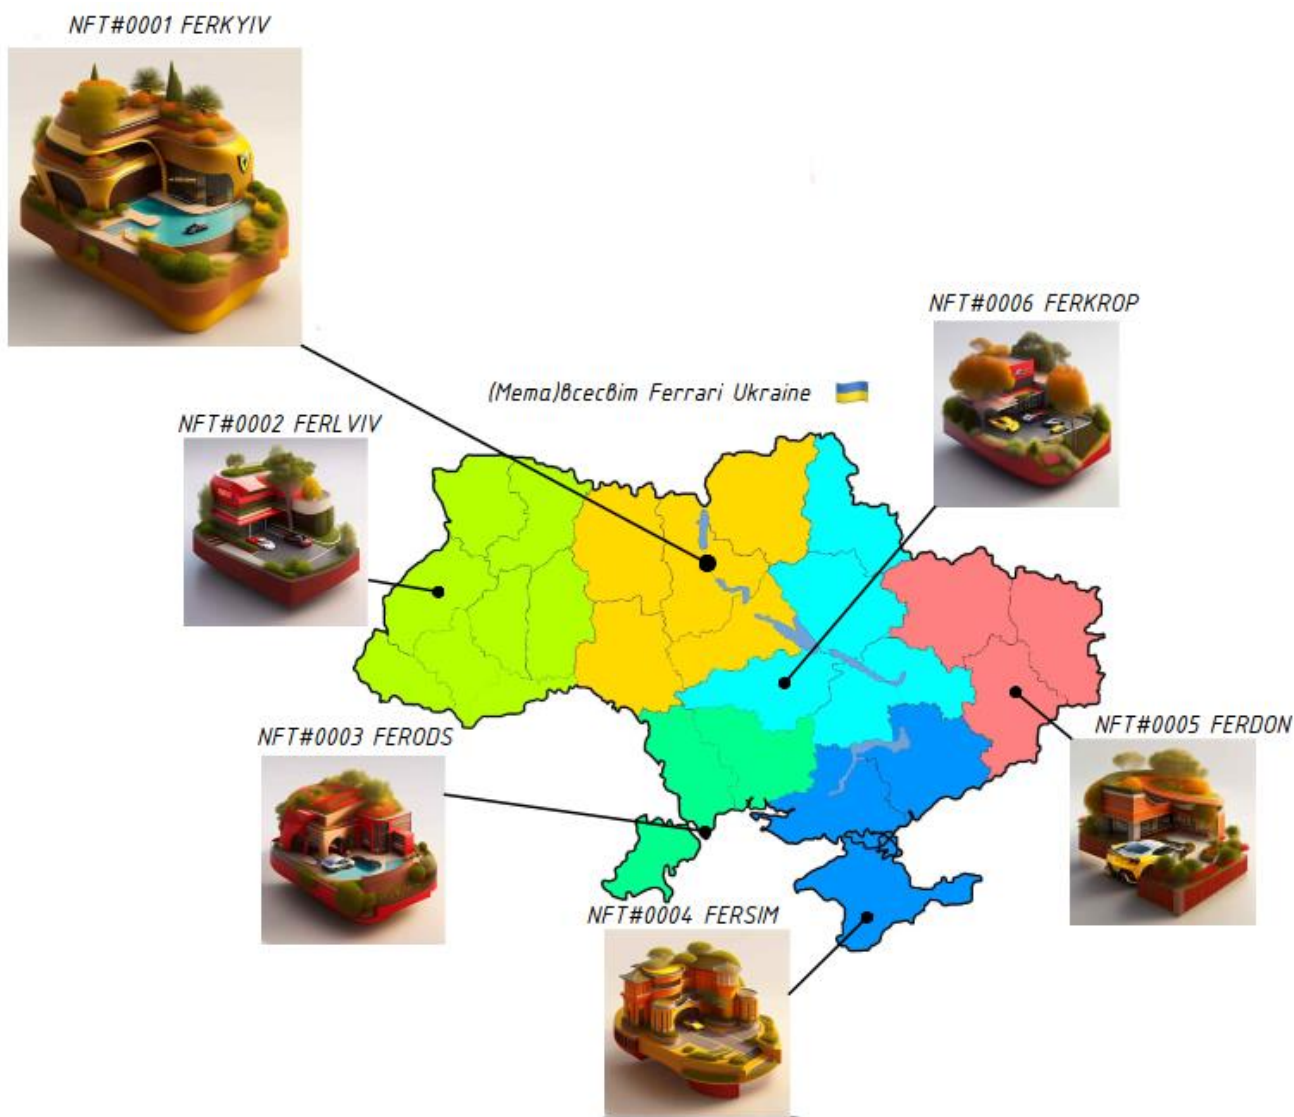 NFT#0001 FERKYIV
NFT#0006 FERKROP
(Мета)всесвіт Ferrari Ukraine
NFT#0002 FERLVIV
NFT#0003 FERODS
NFT#0005 FERDON
NFT#0004 FERSIM